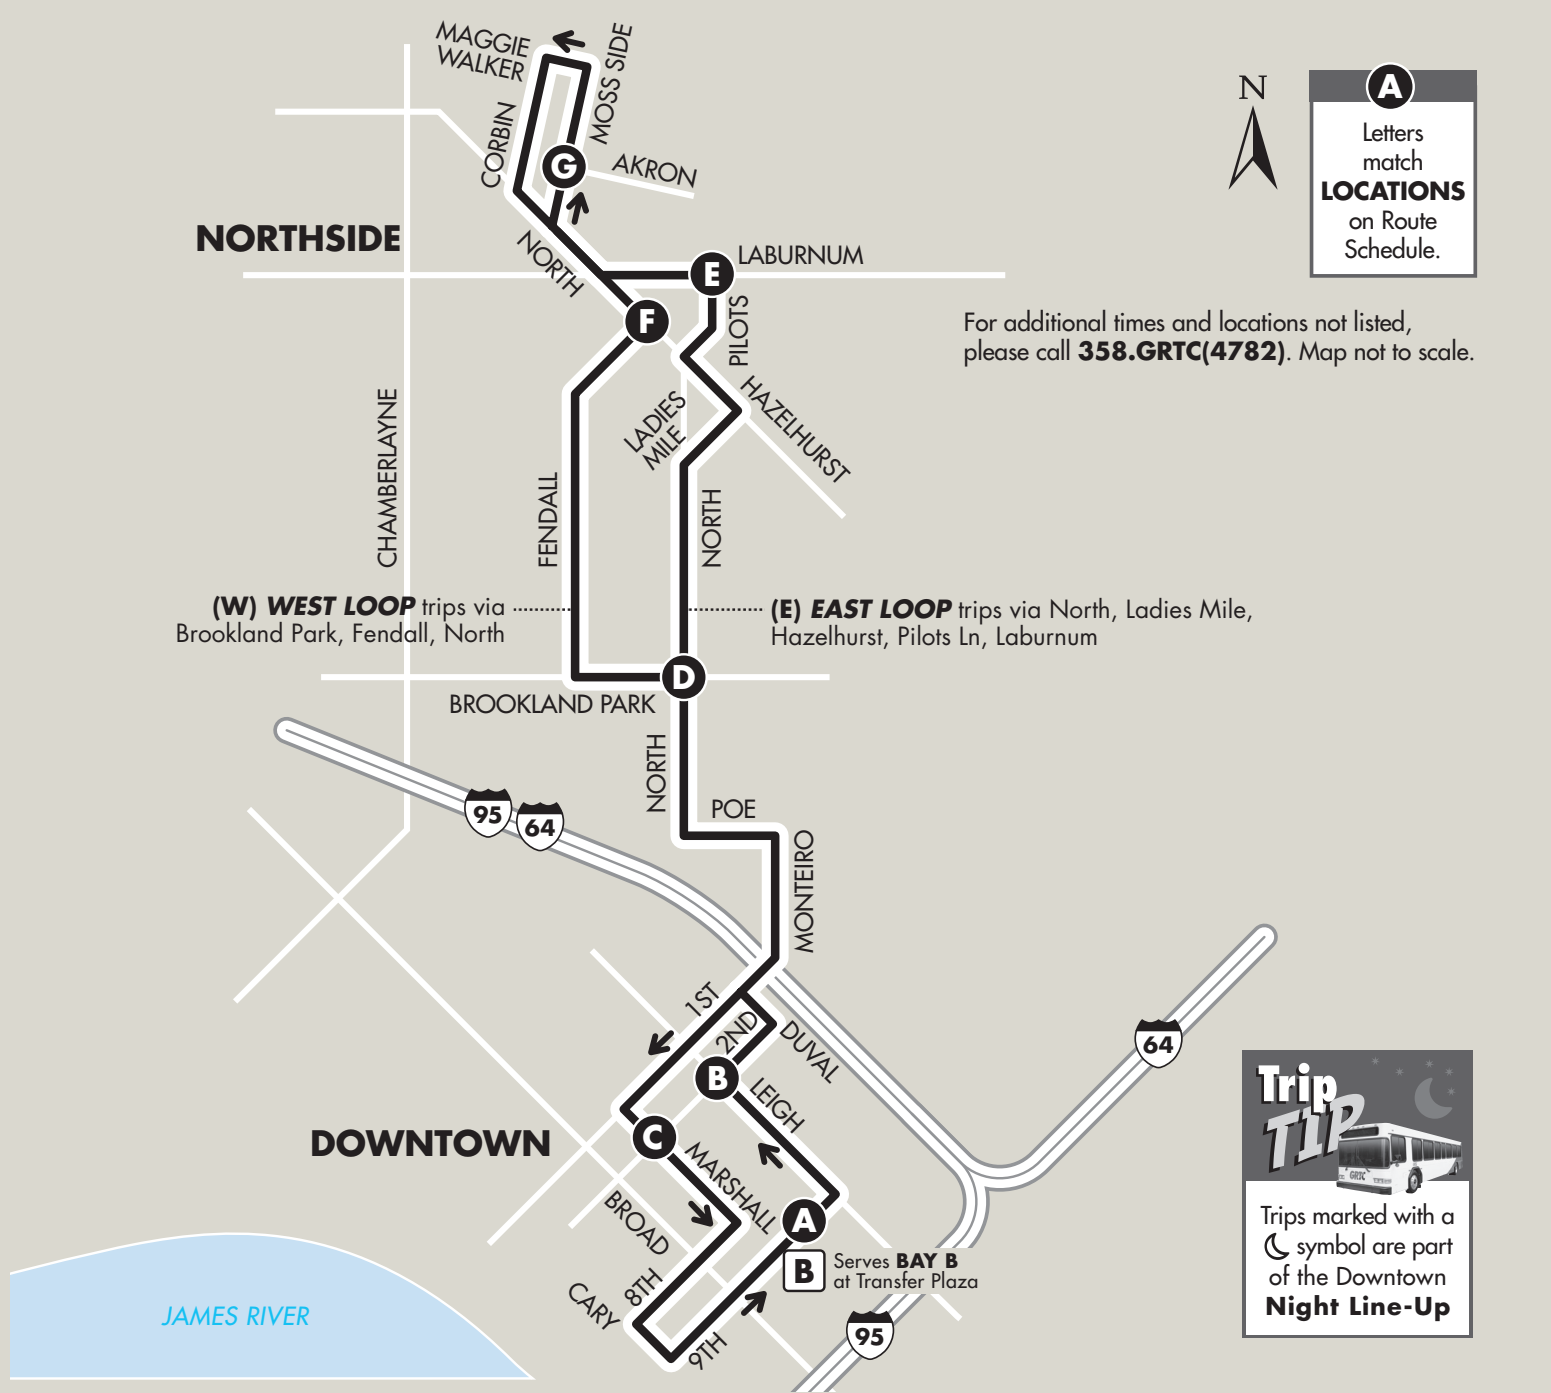 MAGGIE
WALKER
MOSS SIDE
CORBIN
G
AKRON
NORTHSIDE
NORTH
E
LABURNUM
F
PILOTS
N
A
Letters
match
LOCATIONS
on Route
Schedule.
For additional times and locations not listed,
please call 358.GRTC(4782). Map not to scale.
CHAMBERLAYNE
LADIES
MILE
HAZELHURST
FENDALL
NORTH
(W) WEST LOOP trips via
Brookland Park, Fendall, North
(E) EAST LOOP trips via North, Ladies Mile,
Hazelhurst, Pilots Ln, Laburnum
D
BROOKLAND PARK
NORTH
POE
MONTEIRO
95
64
1ST
2ND
DUVAL
B
LEIGH
64
DOWNTOWN
C
MARSHALL
A
BROAD
B
Serves BAY B
at Transfer Plaza
8TH
CARY
9TH
95
JAMES RIVER
Trip
TIP
GRTC
Trips marked with a
symbol are part
of the Downtown
Night Line-Up